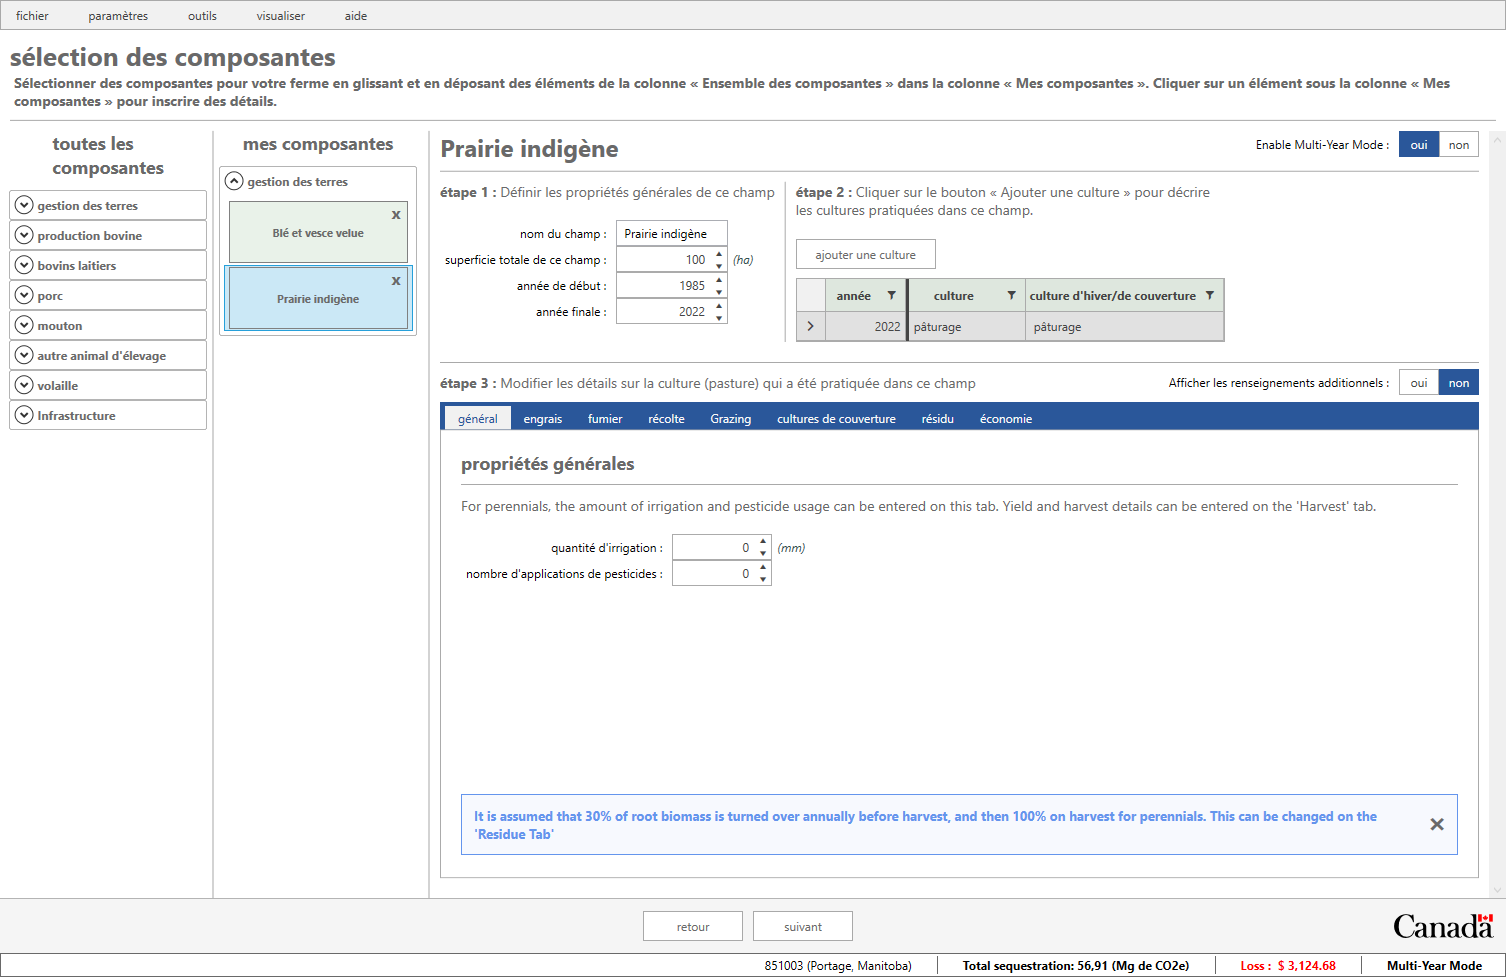 fichier paramètres outils visualiser aide
sélection des composantes
Sélectionner des composantes pour votre ferme en glissant et en déposant des éléments de la colonne « Ensemble des composantes » dans la colonne « Mes composantes ». Cliquer sur un élément sous la colonne « Mes
composantes » pour inscrire des détails.
toutes les
composantes
gestion des terres
production bovine
bovins laitiers
porc
mouton
autre animal d'élevage
volaille
Infrastructure
mes composantes
gestion des terres
x
Blé et vesce velue
x
Prairie indigène
Prairie indigène
Enable Multi-Year Mode : oui non
étape 1 : Définir les propriétés générales de ce champ
nom du champ : Prairie indigène
superficie totale de ce champ : 100 (ha)
année de début : 1985
année finale : 2022
étape 2 : Cliquer sur le bouton « Ajouter une culture » pour décrire
les cultures pratiquées dans ce champ.
ajouter une culture
année culture culture d'hiver/de couverture
2022 pâturage pâturage
étape 3 : Modifier les détails sur la culture (pasture) qui a été pratiquée dans ce champ
Afficher les renseignements additionnels : oui non
général engrais fumier récolte Grazing cultures de couverture résidu économie
propriétés générales
For perennials, the amount of irrigation and pesticide usage can be entered on this tab. Yield and harvest details can be entered on the 'Harvest' tab.
quantité d'irrigation : 0 (mm)
nombre d'applications de pesticides : 0
It is assumed that 30% of root biomass is turned over annually before harvest, and then 100% on harvest for perennials. This can be changed on the
'Residue Tab'
retour suivant
Canada
851003 (Portage, Manitoba) Total sequestration: 56,91 (Mg de CO2e) Loss : $ 3,124.68 Multi-Year Mode